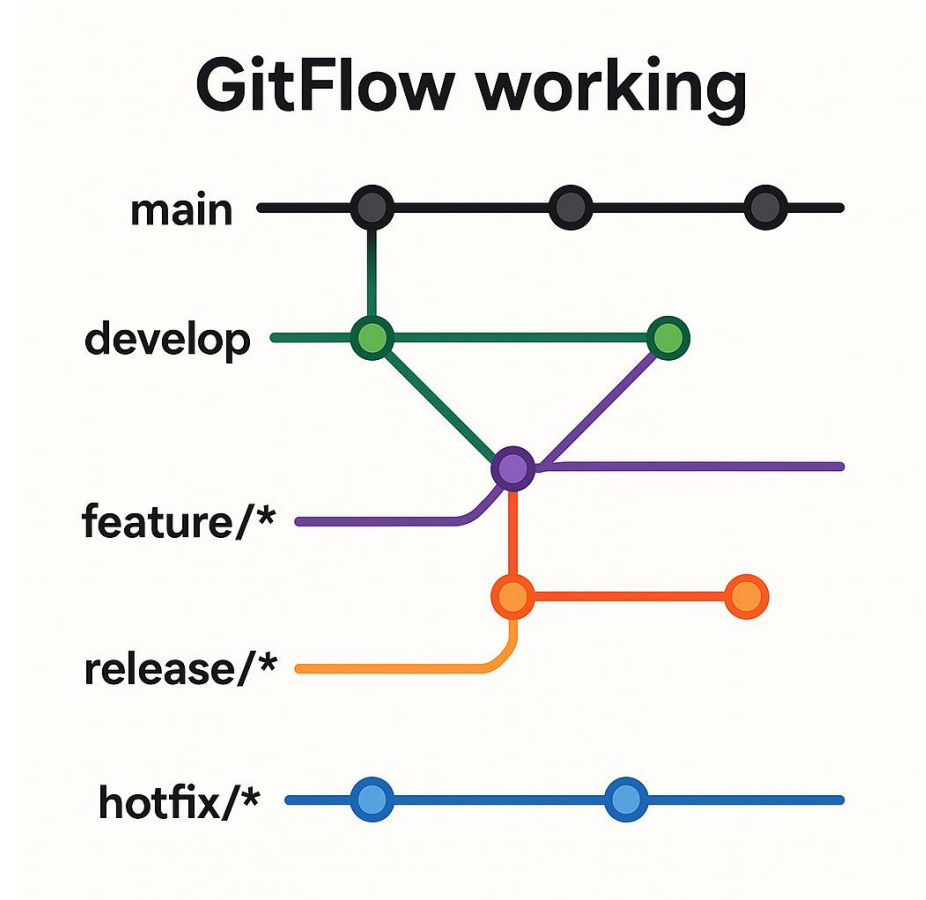 GitFlow working
main
develop
feature/*
release/*
hotfix/*